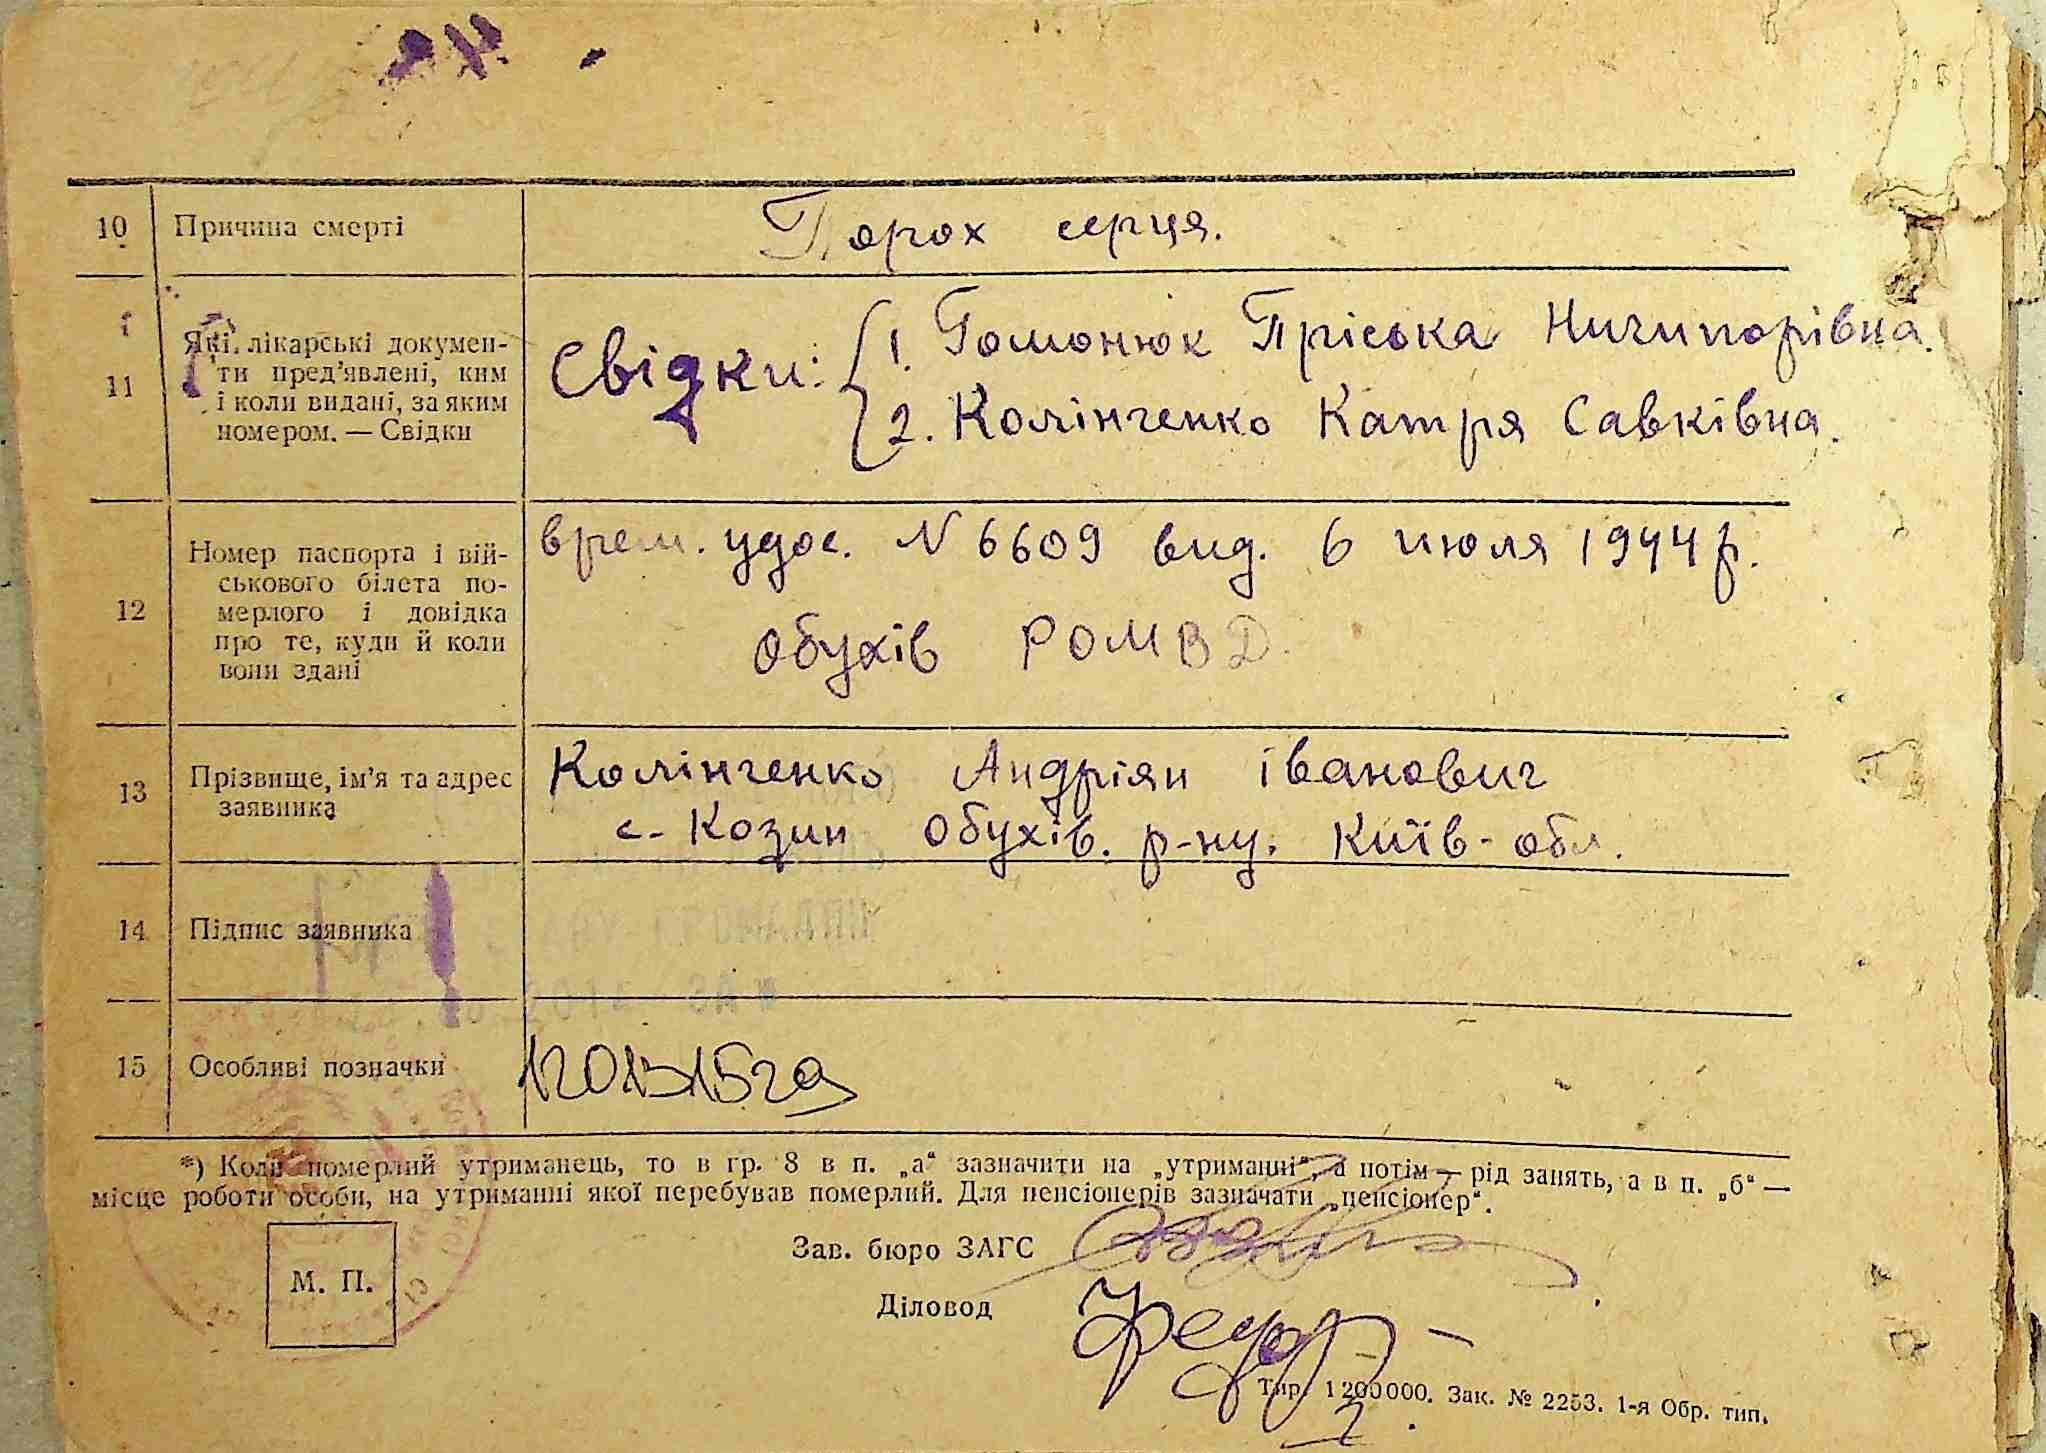 10 Причина смерті Порох серця.
11 Які лікарські докумен-
ти пред'явлені, ким
і коли видані, за яким
номером. — Свідки
Свідки: 1. Гомонюк Пріська Ничипорівна.
2. Колінченко Катря Савківна.
12 Номер паспорта і вій-
ськового білета по-
мерлого і довідка
про те, куди й коли
вони здані
врем. удос. N 6609 вид. 6 июля 1944 р.
Обухів РОМВД.
13 Прізвище, ім'я та адрес
заявника
Колінченко Андріян Іванович
с. Козин Обухів. р-ну. Київ-обл.
14 Підпис заявника
15 Особливі позначки
*) Коли померлий утриманець, то в гр. 8 в п. „а“ зазначити на „утриманні“, а потім — рід занять, а в п. „б“ —
місце роботи особи, на утриманні якої перебував померлий. Для пенсіонерів зазначати „пенсіонер“.
Зав. бюро ЗАГС
М. П.
Діловод
Тир. 1 200 000. Зак. № 2253. 1-я Обр. тип.